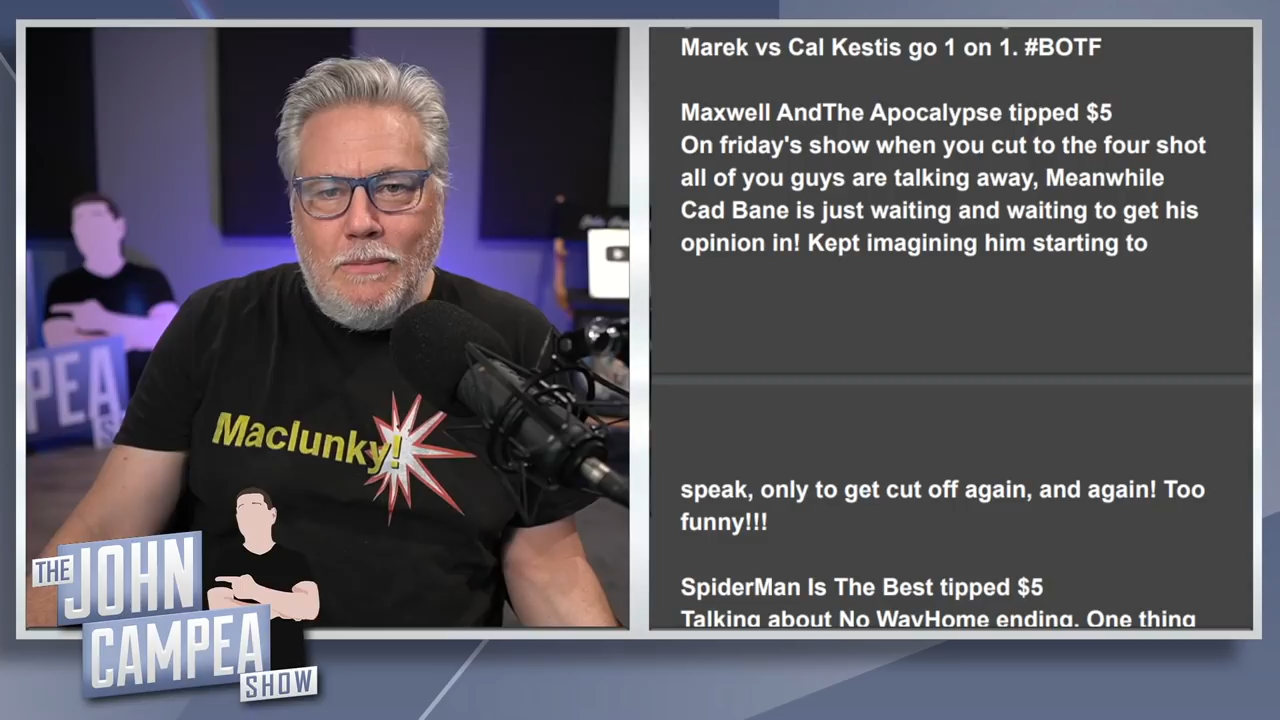 Marek vs Cal Kestis go 1 on 1. #BOTF
Maxwell AndThe Apocalypse tipped $5
On friday's show when you cut to the four shot
all of you guys are talking away, Meanwhile
Cad Bane is just waiting and waiting to get his
opinion in! Kept imagining him starting to
speak, only to get cut off again, and again! Too
funny!!!
SpiderMan Is The Best tipped $5
Talking about No WayHome ending. One thing
Maclunky!
PEA
THE
JOHN
CAMPEA
SHOW